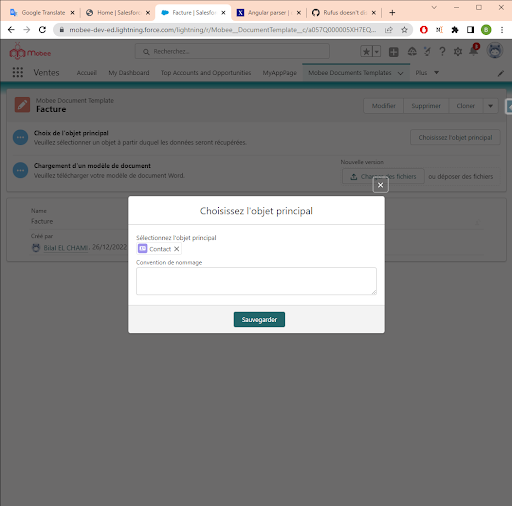 Google Translate
Home | Salesfor
Facture | Salesfor
Angular parser |
Rufus doesn't di
mobee-dev-ed.lightning.force.com/lightning/r/Mobee__DocumentTemplate__c/a057Q000005XH7EQ...
Mobee
Recherchez...
Ventes
Accueil
My Dashboard
Top Accounts and Opportunities
MyAppPage
Mobee Documents Templates
Plus
Mobee Document Template
Facture
Modifier
Supprimer
Cloner
Choix de l'objet principal
Veuillez sélectionner un objet à partir duquel les données seront récupérées.
Choisissez l'objet principal
Chargement d'un modèle de document
Veuillez télécharger votre modèle de document Word.
Nouvelle version
des fichiers
ou déposer des fichiers
Choisissez l'objet principal
Sélectionnez l'objet principal
Contact
Convention de nommage
Sauvegarder
Name
Facture
Créé par
Bilal EL CHAMI, 26/12/2022